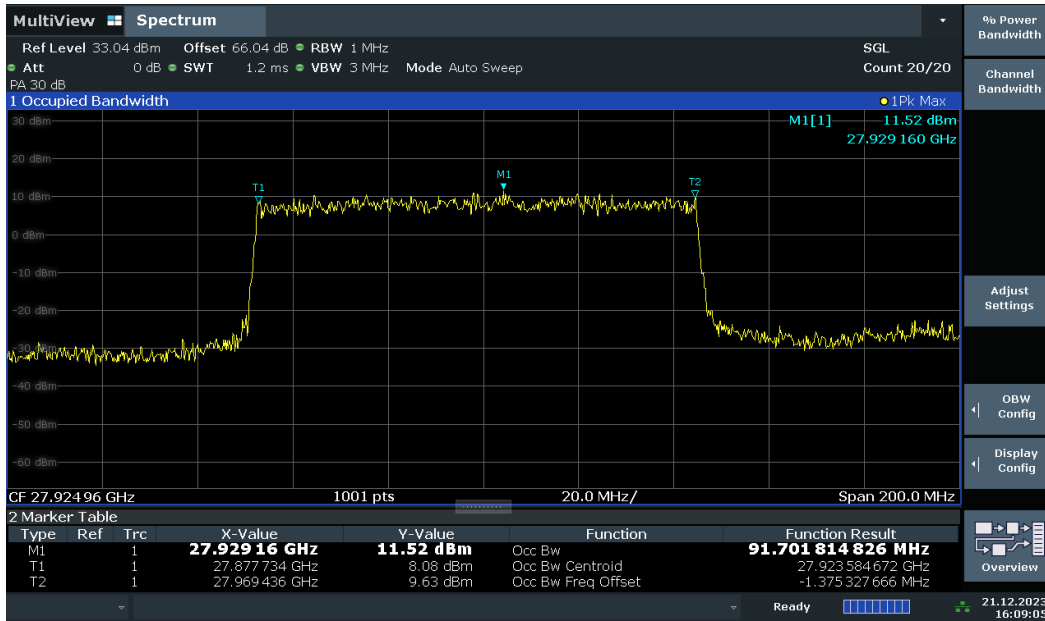 MultiView Spectrum
Ref Level 33.04 dBm Offset 66.04 dB RBW 1 MHz SGL
Att 0 dB SWT 1.2 ms VBW 3 MHz Mode Auto Sweep Count 20/20
PA 30 dB
1 Occupied Bandwidth 1Pk Max
30 dBm M1[1] 11.52 dBm
27.929 160 GHz
20 dBm
M1
T1 T2
10 dBm
0 dBm
-10 dBm
-20 dBm
-30 dBm
-40 dBm
-50 dBm
-60 dBm
CF 27.92496 GHz 1001 pts 20.0 MHz/ Span 200.0 MHz
2 Marker Table
Type Ref Trc X-Value Y-Value Function Function Result
M1 1 27.929 16 GHz 11.52 dBm Occ Bw 91.701 814 826 MHz
T1 1 27.877 734 GHz 8.08 dBm Occ Bw Centroid 27.923 584 672 GHz
T2 1 27.969 436 GHz 9.63 dBm Occ Bw Freq Offset -1.375 327 666 MHz
Ready 21.12.2023
16:09:05
% Power
Bandwidth
Channel
Bandwidth
Adjust
Settings
OBW
Config
Display
Config
Overview